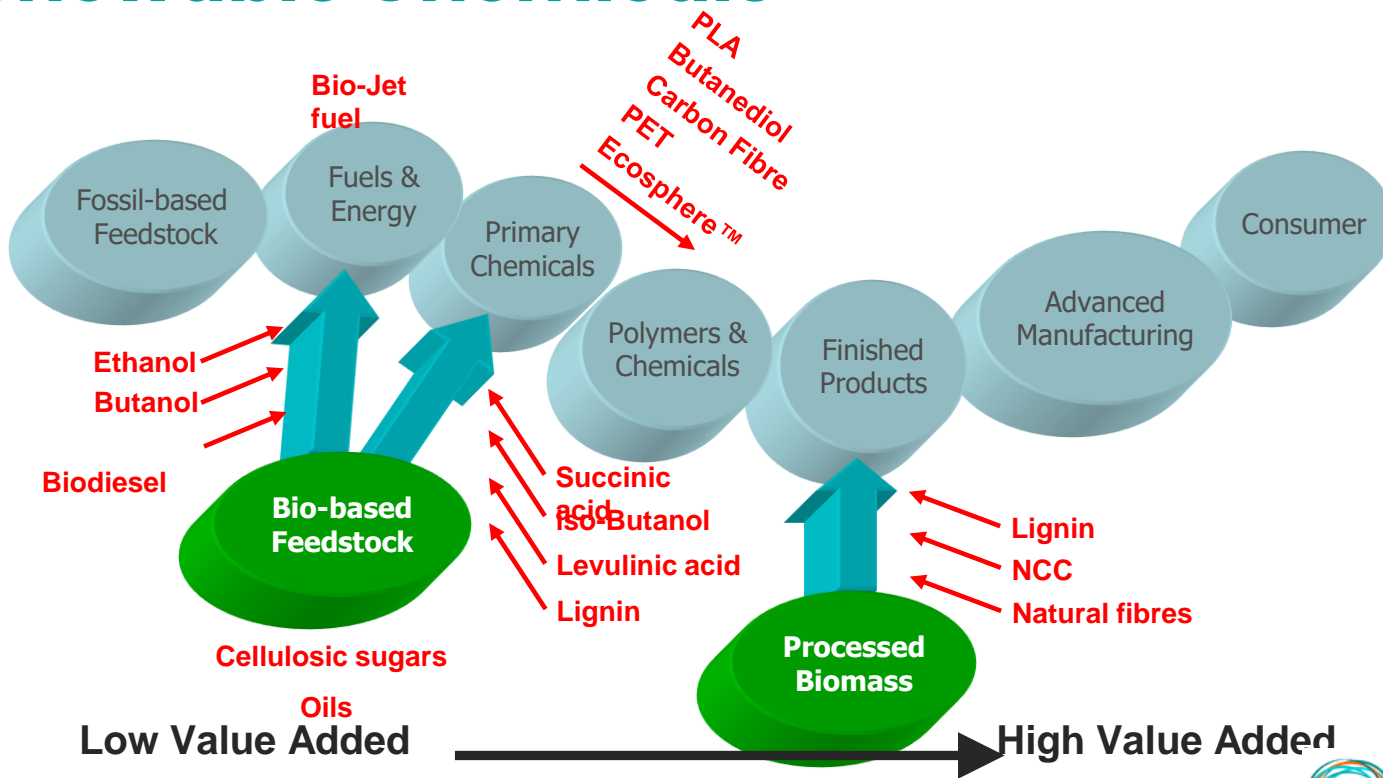 PLA
Butanediol
Carbon Fibre
PET
Ecosphere™
Bio-Jet
fuel
Fossil-based
Feedstock
Fuels &
Energy
Primary
Chemicals
Polymers &
Chemicals
Finished
Products
Advanced
Manufacturing
Consumer
Ethanol
Butanol
Biodiesel
Bio-based
Feedstock
Succinic
acid
Iso-Butanol
Levulinic acid
Lignin
Lignin
NCC
Natural fibres
Processed
Biomass
Cellulosic sugars
Oils
Low Value Added
High Value Added